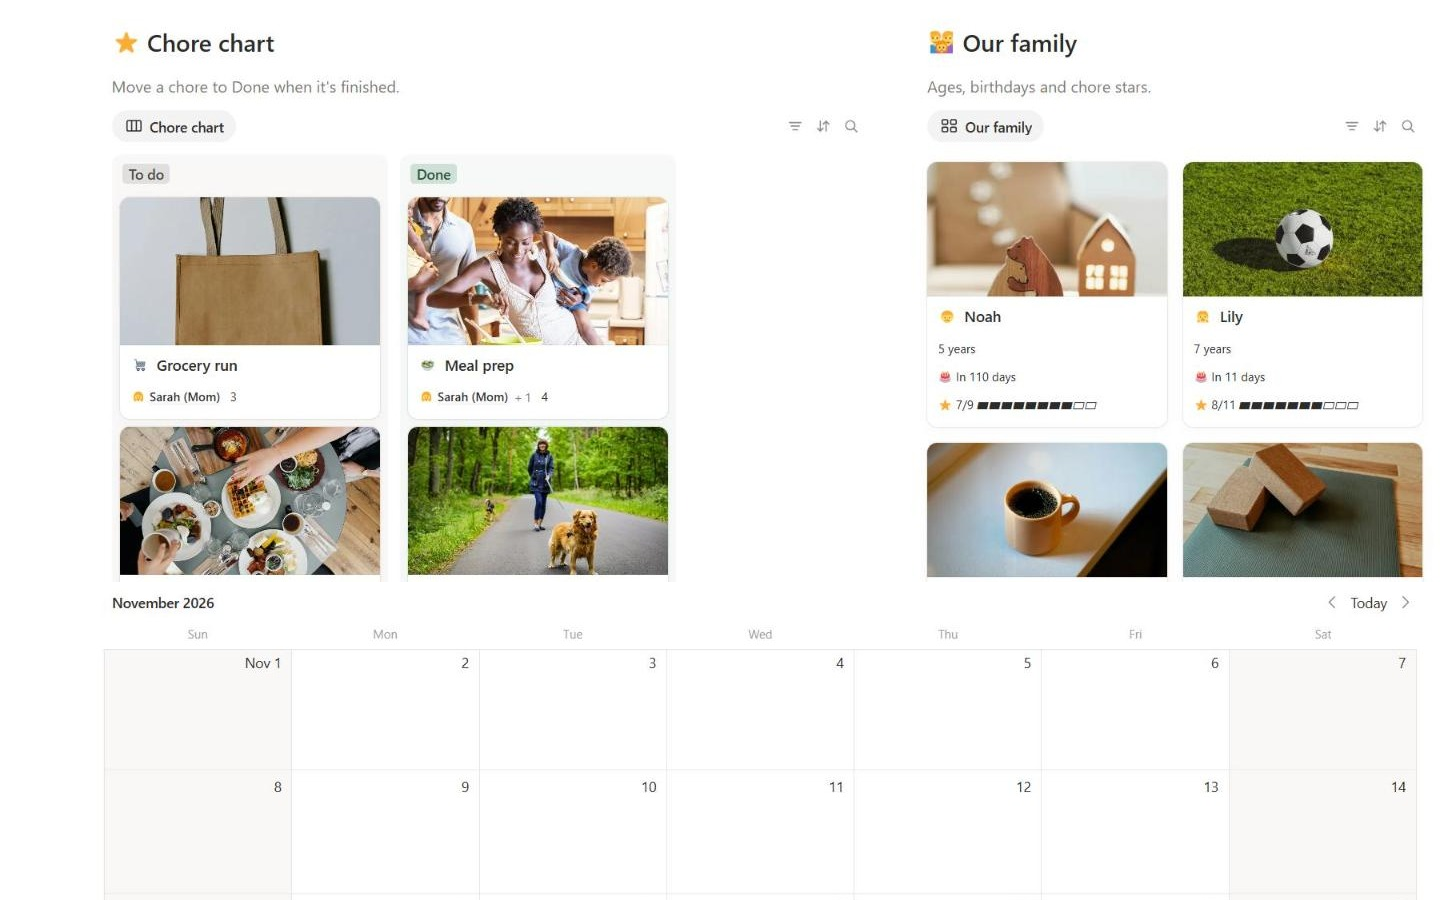 Chore chart
Move a chore to Done when it's finished.
Chore chart
To do
Grocery run
Sarah (Mom) 3
Done
Meal prep
Sarah (Mom) + 1 4
Our family
Ages, birthdays and chore stars.
Our family
Noah
5 years
In 110 days
7/9
Lily
7 years
In 11 days
8/11
November 2026
Today
Sun Mon Tue Wed Thu Fri Sat
Nov 1 2 3 4 5 6 7
8 9 10 11 12 13 14